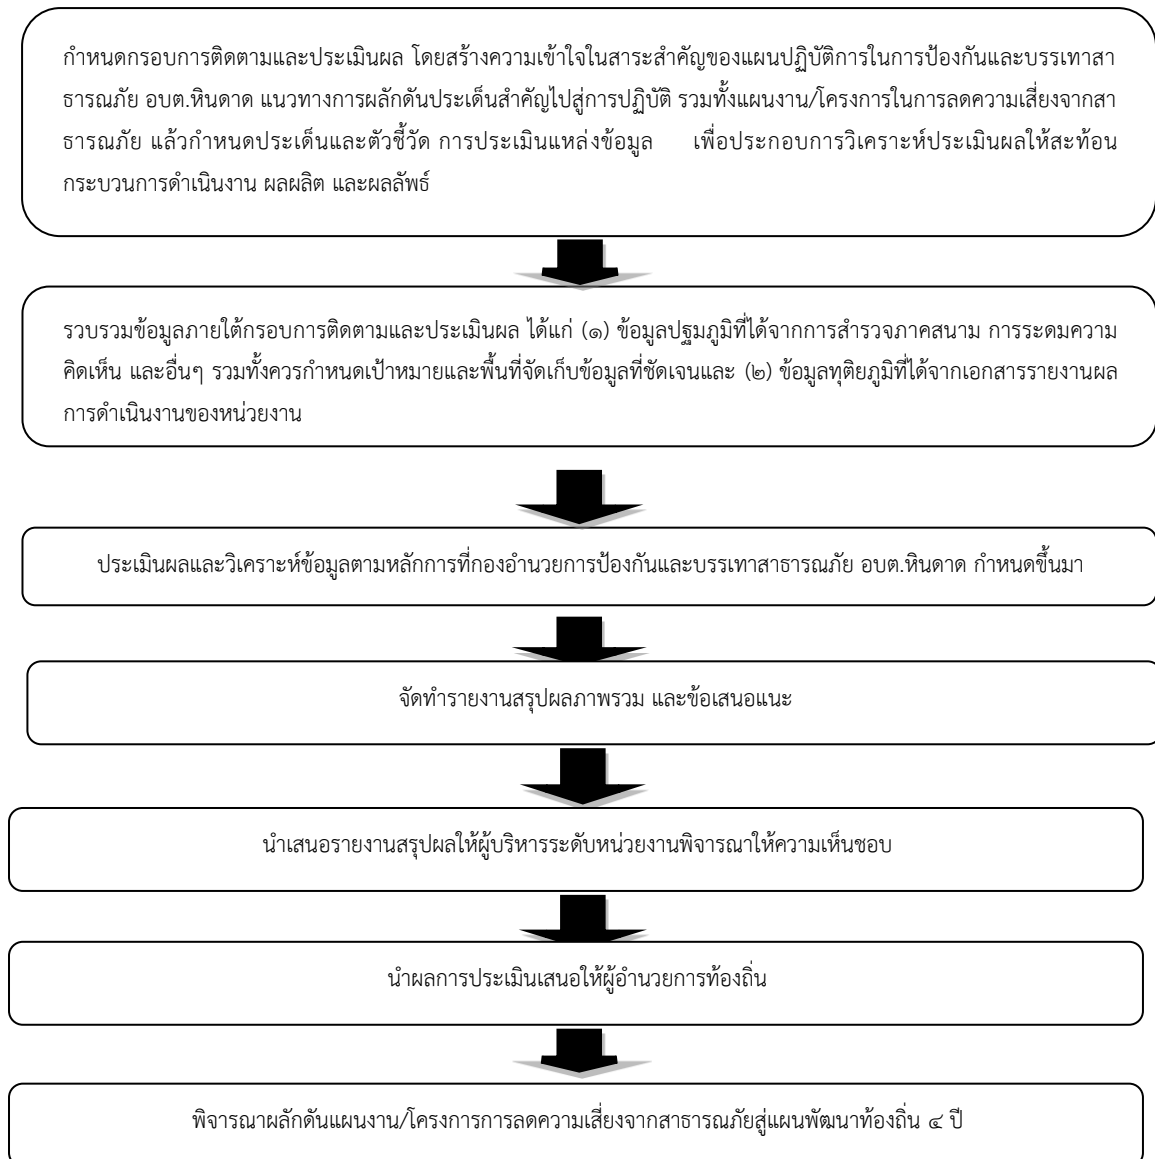 กำหนดกรอบการติดตามและประเมินผล โดยสร้างความเข้าใจในสาระสำคัญของแผนปฏิบัติการในการป้องกันและบรรเทาสา
ธารณภัย อบต.หินดาด แนวทางการผลักดันประเด็นสำคัญไปสู่การปฏิบัติ รวมทั้งแผนงาน/โครงการในการลดความเสี่ยงจากสา
ธารณภัย แล้วกำหนดประเด็นและตัวชี้วัด การประเมินแหล่งข้อมูล เพื่อประกอบการวิเคราะห์ประเมินผลให้สะท้อน
กระบวนการดำเนินงาน ผลผลิต และผลลัพธ์
รวบรวมข้อมูลภายใต้กรอบการติดตามและประเมินผล ได้แก่ (๑) ข้อมูลปฐมภูมิที่ได้จากการสำรวจภาคสนาม การระดมความ
คิดเห็น และอื่นๆ รวมทั้งควรกำหนดเป้าหมายและพื้นที่จัดเก็บข้อมูลที่ชัดเจนและ (๒) ข้อมูลทุติยภูมิที่ได้จากเอกสารรายงานผล
การดำเนินงานของหน่วยงาน
ประเมินผลและวิเคราะห์ข้อมูลตามหลักการที่กองอำนวยการป้องกันและบรรเทาสาธารณภัย อบต.หินดาด กำหนดขึ้นมา
จัดทำรายงานสรุปผลภาพรวม และข้อเสนอแนะ
นำเสนอรายงานสรุปผลให้ผู้บริหารระดับหน่วยงานพิจารณาให้ความเห็นชอบ
นำผลการประเมินเสนอให้ผู้อำนวยการท้องถิ่น
พิจารณาผลักดันแผนงาน/โครงการการลดความเสี่ยงจากสาธารณภัยสู่แผนพัฒนาท้องถิ่น ๔ ปี